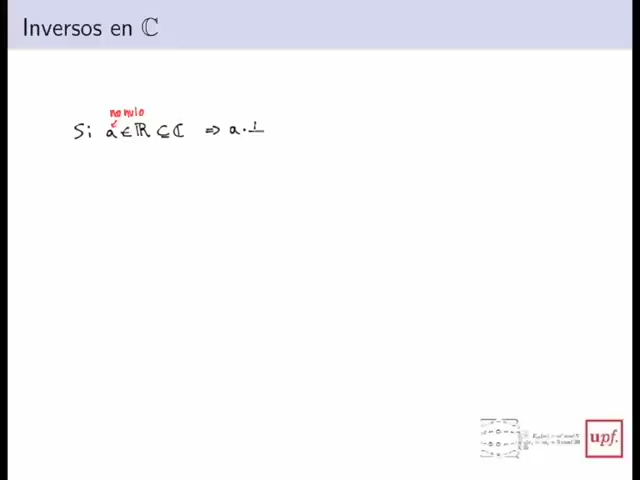 Inversos en ℂ
no nulo
Si a ∈ ℝ ⊆ ℂ ⇒ a · 1
upf.